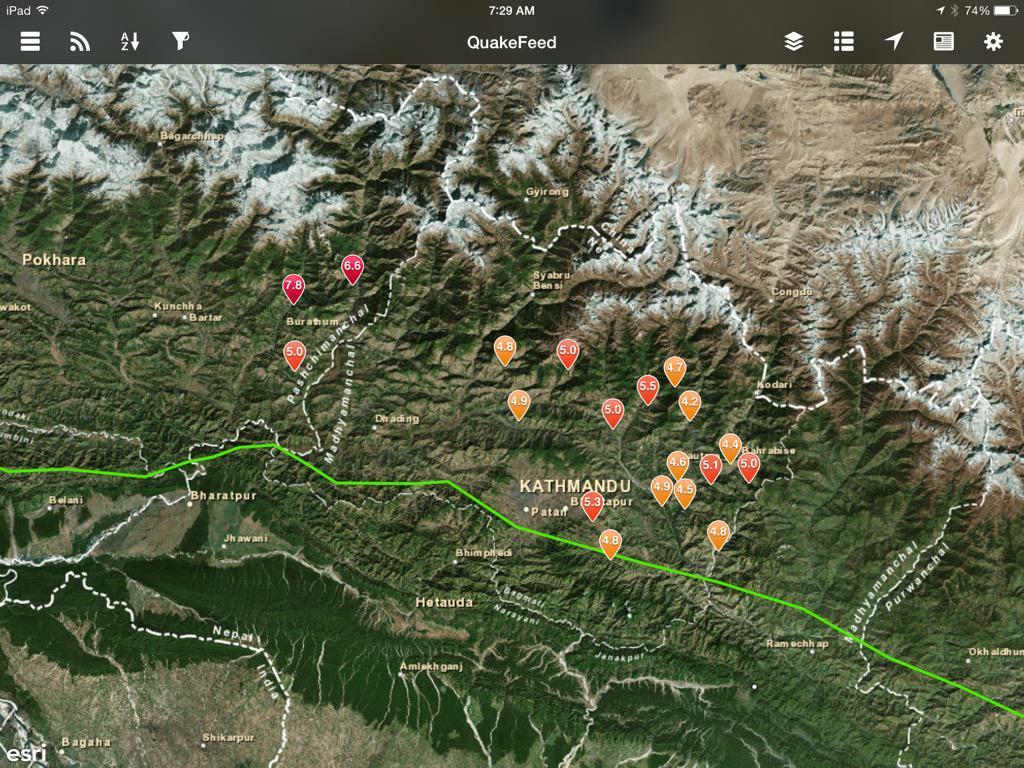 iPad
7:29 AM
74%
A
Z
QuakeFeed
Bagarchhap
Gyirong
China
Pokhara
Syabru
Bensi
7.8
6.6
wakot
Kunchha
Bartar
Burathum
Congdu
5.0
4.8
5.0
4.7
5.5
4.2
Kodari
4.9
5.0
Pashchimanchal
Madhyamanchal
Dhading
4.4
Bahrabise
4.6
5.1
5.0
4.9
4.5
KATHMANDU
Patan
5.3
4.8
4.8
Belani
Bharatpur
Jhawani
Bhimphedi
Hetauda
Bagmati
Narayani
Janakpur
Madhyamanchal
Purwanchal
Ramechhap
Okhaldhun
Nepal
India
Amlekhganj
Shikarpur
Bagaha
esri